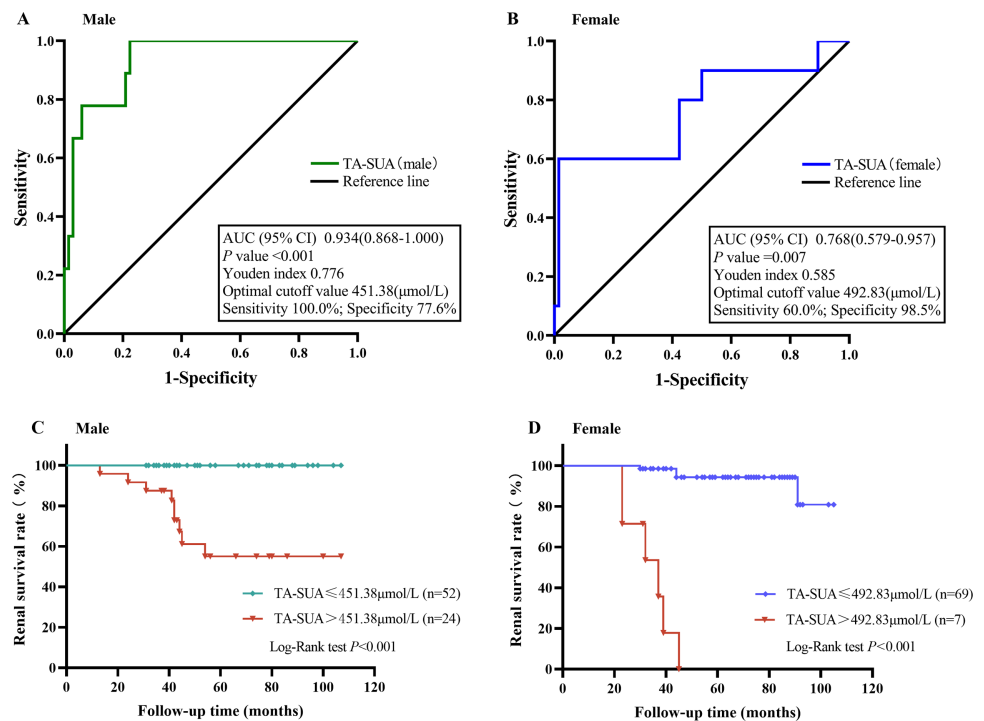 A Male
1.0
0.8
0.6
0.4
0.2
0.0
Sensitivity
TA-SUA(male)
Reference line
AUC (95% CI) 0.934(0.868-1.000)
P value <0.001
Youden index 0.776
Optimal cutoff value 451.38(μmol/L)
Sensitivity 100.0%; Specificity 77.6%
0.0 0.2 0.4 0.6 0.8 1.0
1-Specificity
B Female
1.0
0.8
0.6
0.4
0.2
0.0
Sensitivity
TA-SUA(female)
Reference line
AUC (95% CI) 0.768(0.579-0.957)
P value =0.007
Youden index 0.585
Optimal cutoff value 492.83(μmol/L)
Sensitivity 60.0%; Specificity 98.5%
0.0 0.2 0.4 0.6 0.8 1.0
1-Specificity
C Male
100
80
60
40
20
0
Renal survival rate ( %)
TA-SUA≤451.38μmol/L (n=52)
TA-SUA>451.38μmol/L (n=24)
Log-Rank test P<0.001
0 20 40 60 80 100 120
Follow-up time (months)
D Female
100
80
60
40
20
0
Renal survival rate ( %)
TA-SUA≤492.83μmol/L (n=69)
TA-SUA>492.83μmol/L (n=7)
Log-Rank test P<0.001
0 20 40 60 80 100 120
Follow-up time (months)